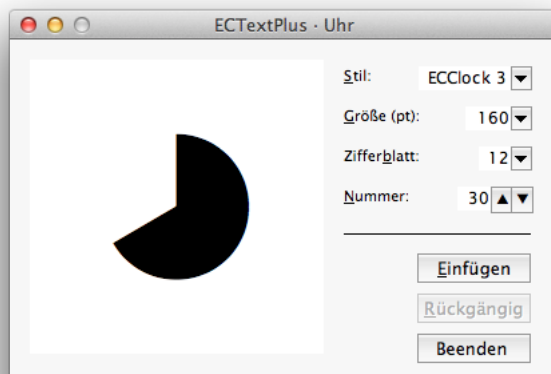 ECTextPlus · Uhr
Stil: ECClock 3
Größe (pt): 160
Zifferblatt: 12
Nummer: 30
Einfügen
Rückgängig
Beenden